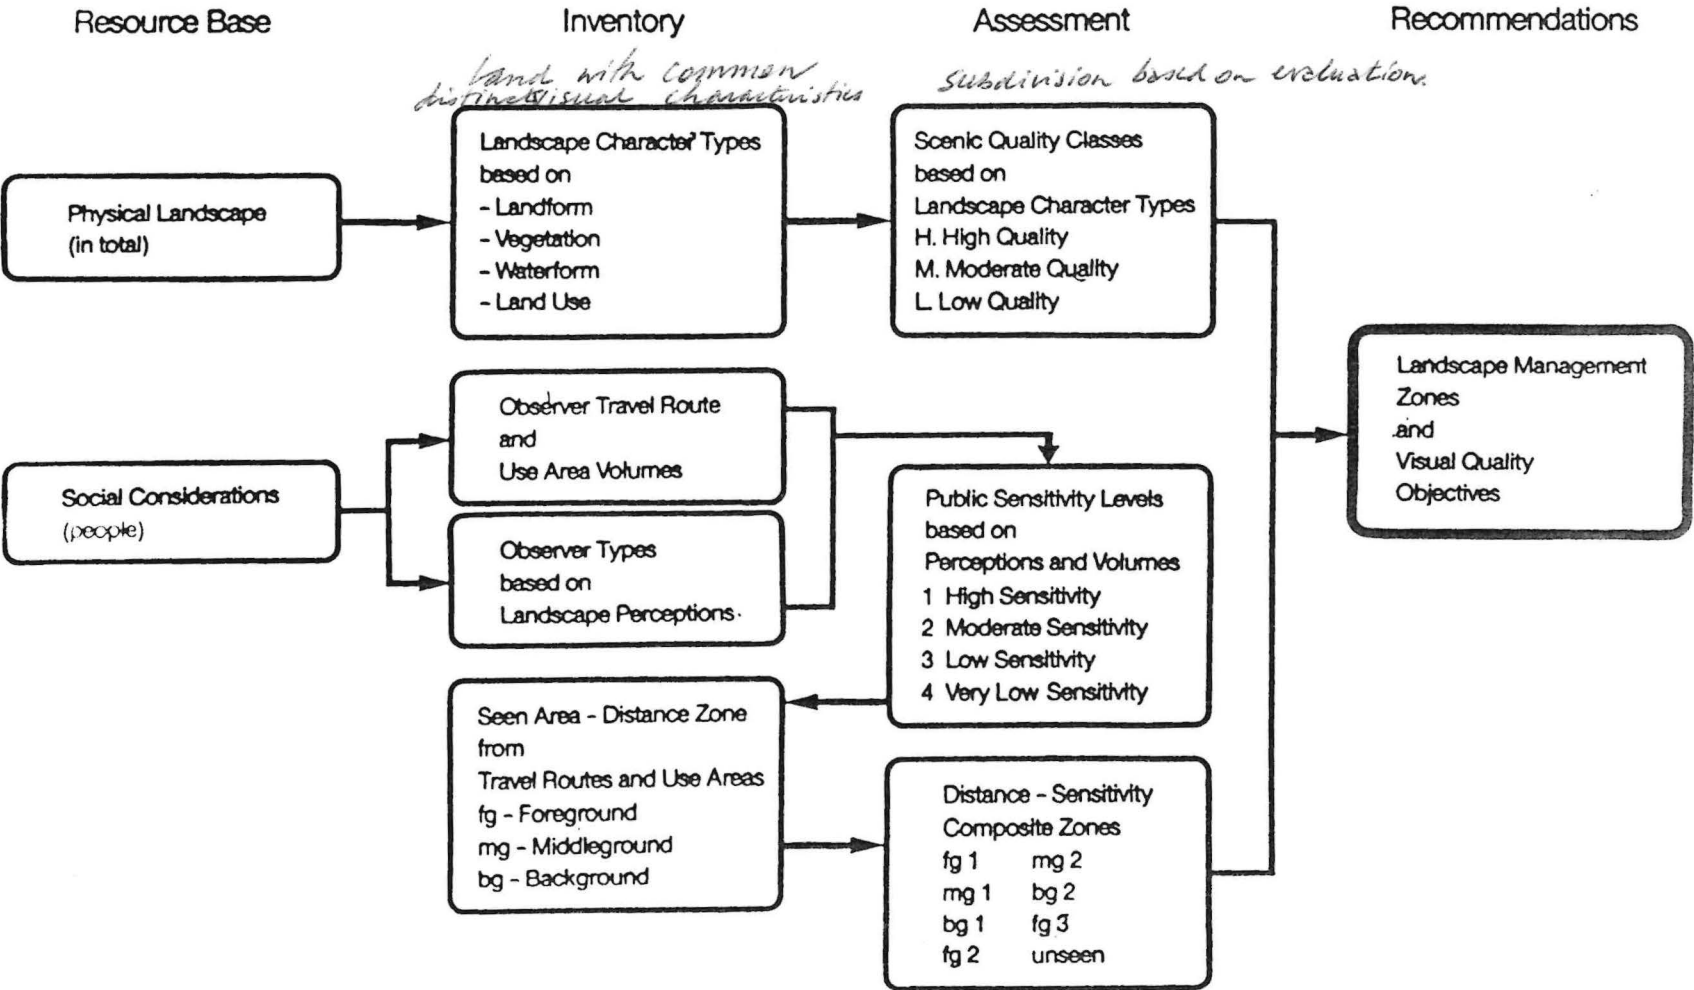 Resource Base
Inventory
Assessment
Recommendations
land with common
distinct visual characteristics
subdivision based on evaluation.
Physical Landscape
(in total)
Landscape Character Types
based on
- Landform
- Vegetation
- Waterform
- Land Use
Scenic Quality Classes
based on
Landscape Character Types
H. High Quality
M. Moderate Quality
L. Low Quality
Social Considerations
(people)
Observer Travel Route
and
Use Area Volumes
Observer Types
based on
Landscape Perceptions
Public Sensitivity Levels
based on
Perceptions and Volumes
1 High Sensitivity
2 Moderate Sensitivity
3 Low Sensitivity
4 Very Low Sensitivity
Seen Area - Distance Zone
from
Travel Routes and Use Areas
fg - Foreground
mg - Middleground
bg - Background
Distance - Sensitivity
Composite Zones
fg 1 mg 2
mg 1 bg 2
bg 1 fg 3
fg 2 unseen
Landscape Management
Zones
and
Visual Quality
Objectives